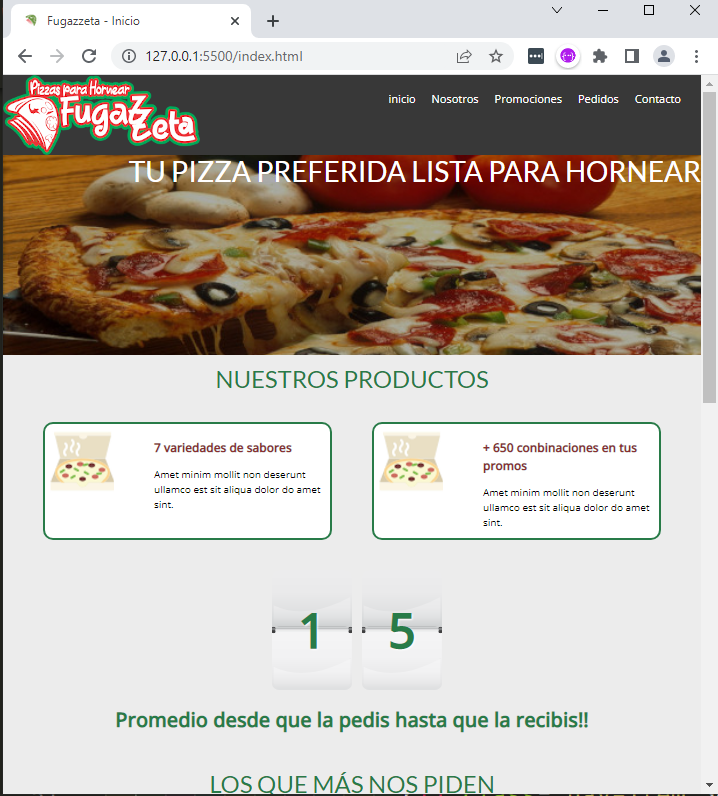 Fugazzeta - Inicio
127.0.0.1:5500/index.html
Pizzas para Hornear
FugaZ
Zeta
inicio Nosotros Promociones Pedidos Contacto
TU PIZZA PREFERIDA LISTA PARA HORNEAR
NUESTROS PRODUCTOS
7 variedades de sabores
Amet minim mollit non deserunt
ullamco est sit aliqua dolor do amet
sint.
+ 650 combinaciones en tus
promos
Amet minim mollit non deserunt
ullamco est sit aliqua dolor do amet
sint.
1 5
Promedio desde que la pedis hasta que la recibis!!
LOS QUE MÁS NOS PIDEN